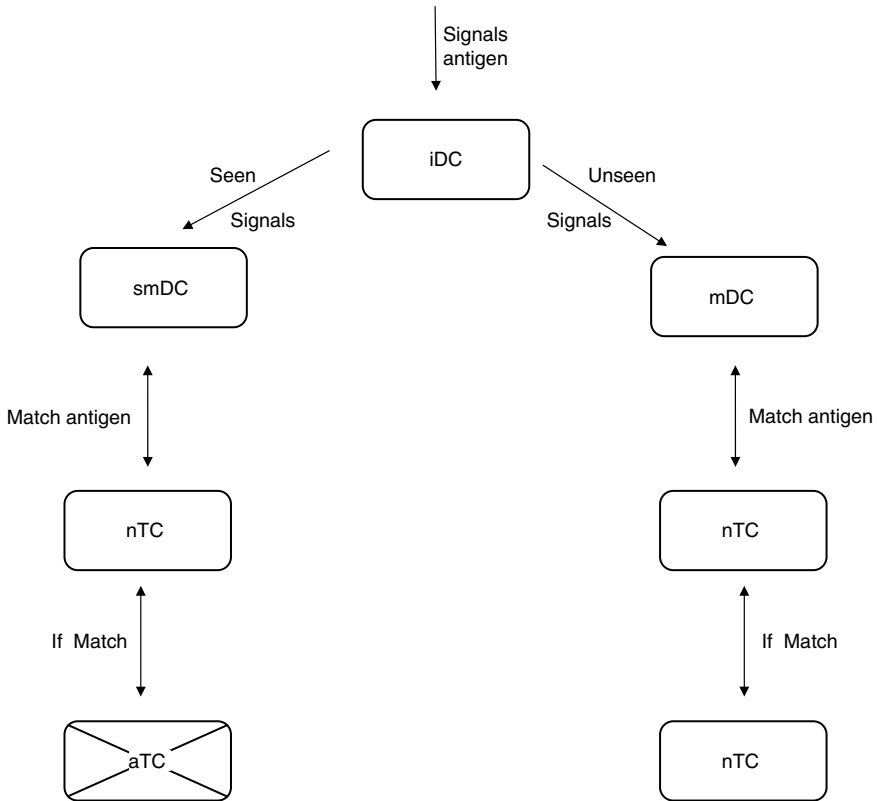 Signals
antigen
iDC
Seen
Unseen
Signals
Signals
smDC
mDC
Match antigen
Match antigen
nTC
nTC
If Match
If Match
aTC
nTC